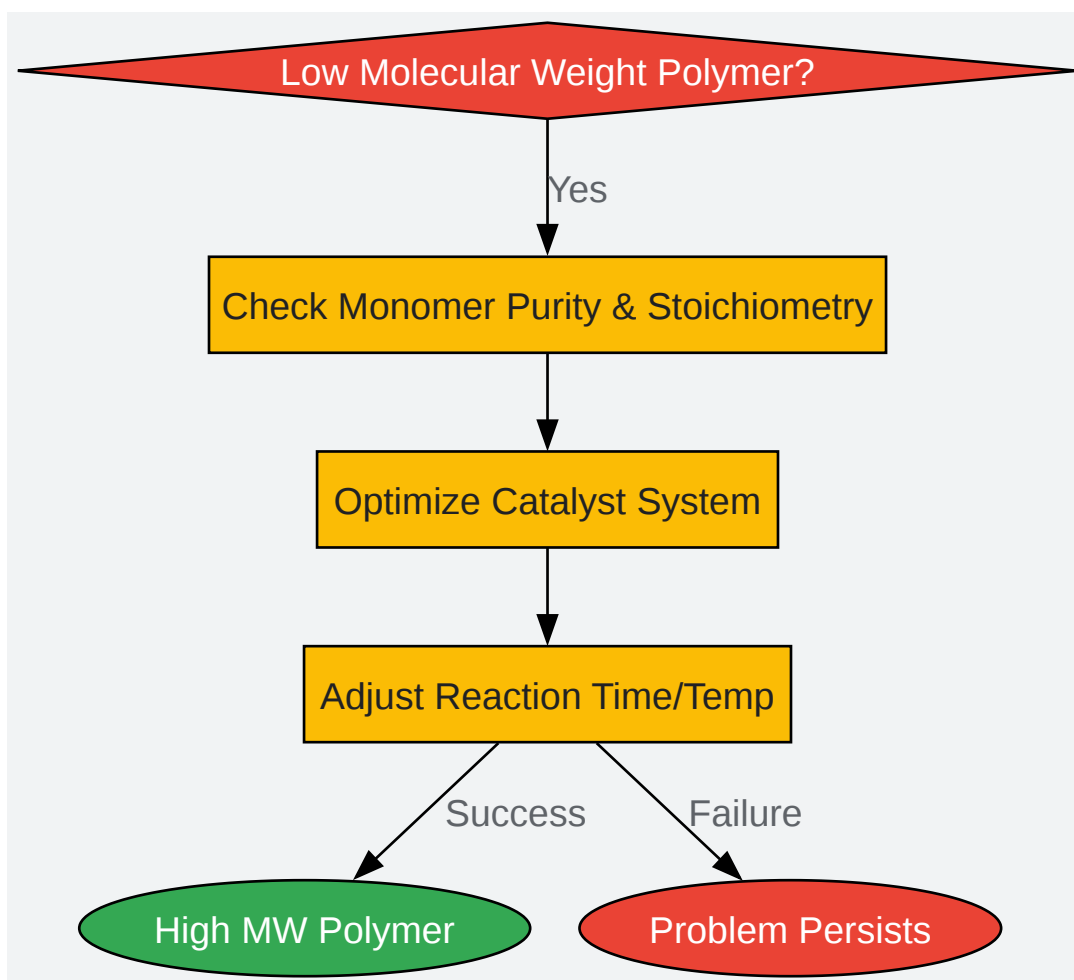 Low Molecular Weight Polymer?
Yes
Check Monomer Purity & Stoichiometry
Optimize Catalyst System
Adjust Reaction Time/Temp
Success
Failure
High MW Polymer
Problem Persists